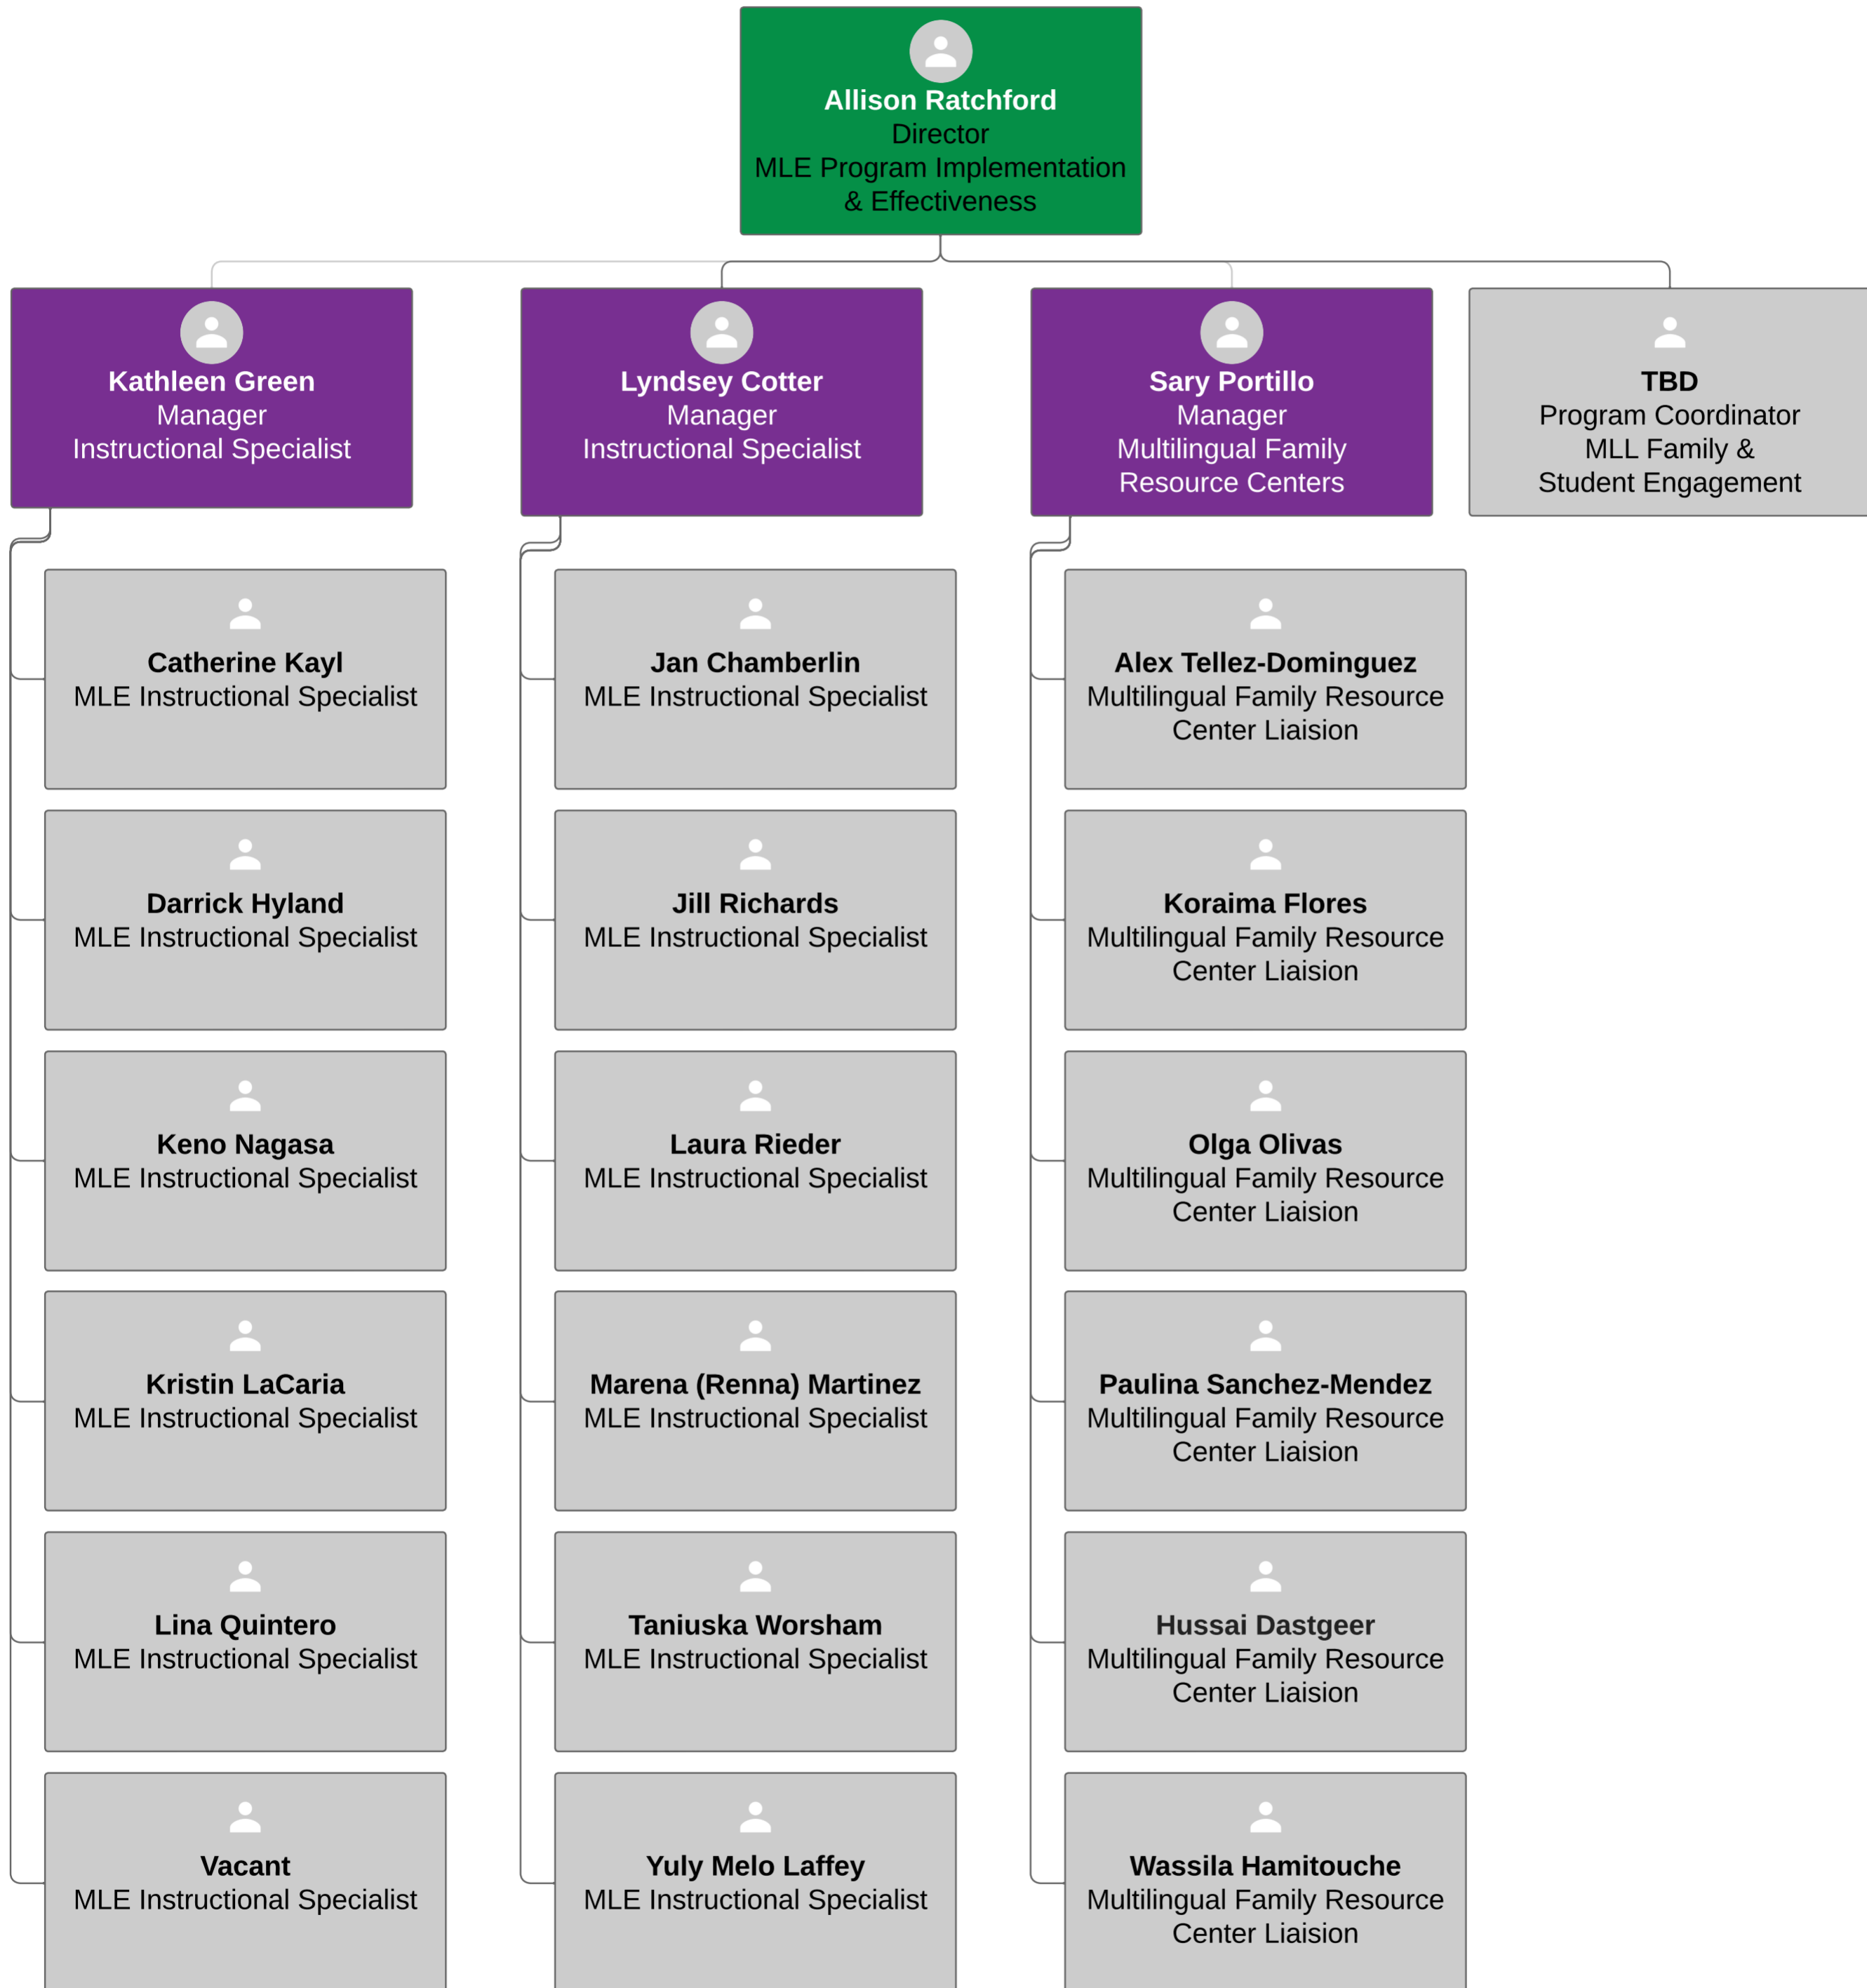 Allison Ratchford
Director
MLE Program Implementation
& Effectiveness
Kathleen Green
Manager
Instructional Specialist
Lyndsey Cotter
Manager
Instructional Specialist
Sary Portillo
Manager
Multilingual Family
Resource Centers
TBD
Program Coordinator
MLL Family &
Student Engagement
Catherine Kayl
MLE Instructional Specialist
Darrick Hyland
MLE Instructional Specialist
Keno Nagasa
MLE Instructional Specialist
Kristin LaCaria
MLE Instructional Specialist
Lina Quintero
MLE Instructional Specialist
Vacant
MLE Instructional Specialist
Jan Chamberlin
MLE Instructional Specialist
Jill Richards
MLE Instructional Specialist
Laura Rieder
MLE Instructional Specialist
Marena (Renna) Martinez
MLE Instructional Specialist
Taniuska Worsham
MLE Instructional Specialist
Yuly Melo Laffey
MLE Instructional Specialist
Alex Tellez-Dominguez
Multilingual Family Resource
Center Liaision
Koraima Flores
Multilingual Family Resource
Center Liaision
Olga Olivas
Multilingual Family Resource
Center Liaision
Paulina Sanchez-Mendez
Multilingual Family Resource
Center Liaision
Hussai Dastgeer
Multilingual Family Resource
Center Liaision
Wassila Hamitouche
Multilingual Family Resource
Center Liaision